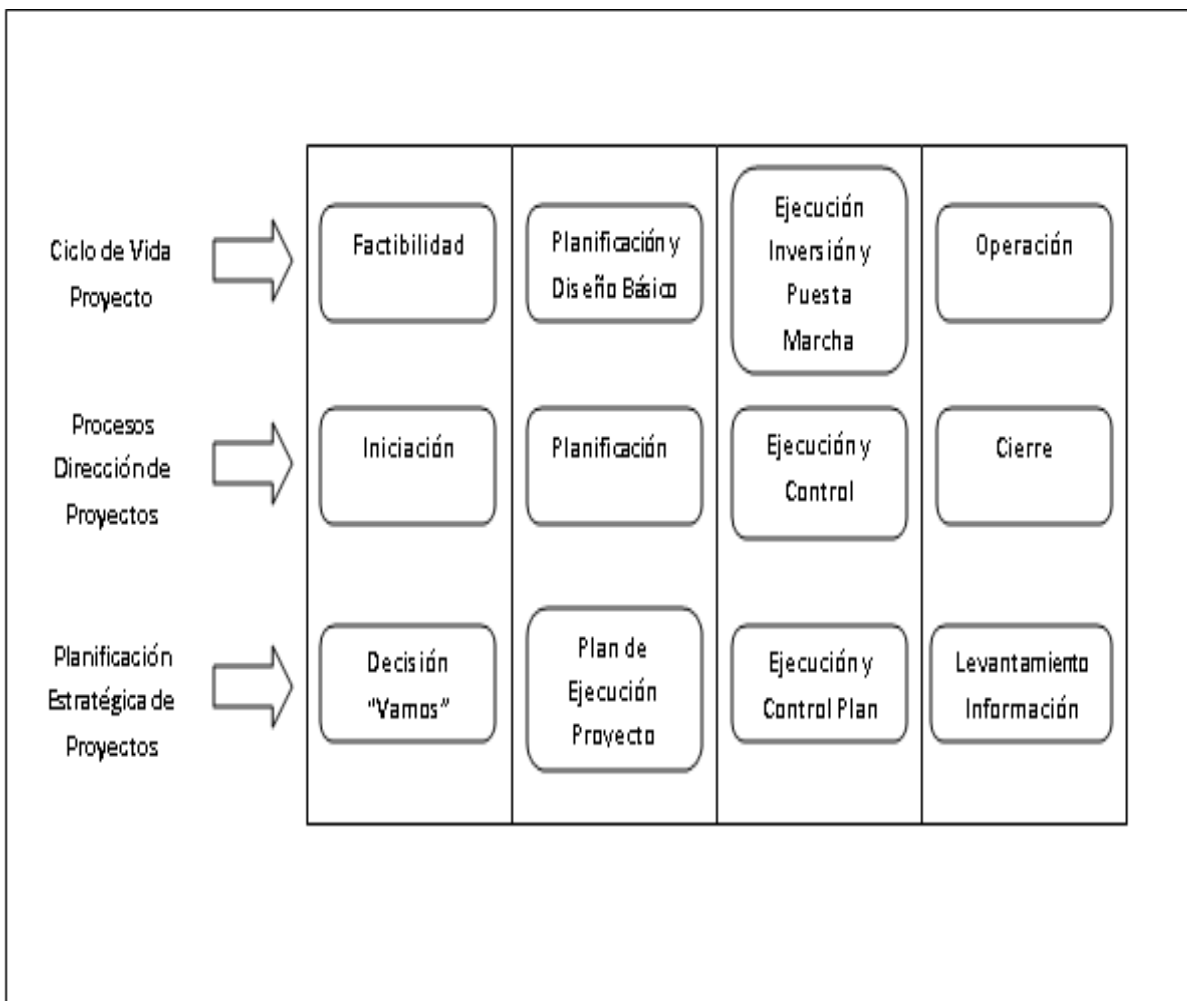 Ciclo de Vida
Proyecto
Factibilidad
Planificación y
Diseño Básico
Ejecución
Inversión y
Puesta
Marcha
Operación
Procesos
Dirección de
Proyectos
Iniciación
Planificación
Ejecución y
Control
Cierre
Planificación
Estratégica de
Proyectos
Decisión
"Vamos"
Plan de
Ejecución
Proyecto
Ejecución y
Control Plan
Levantamiento
Información